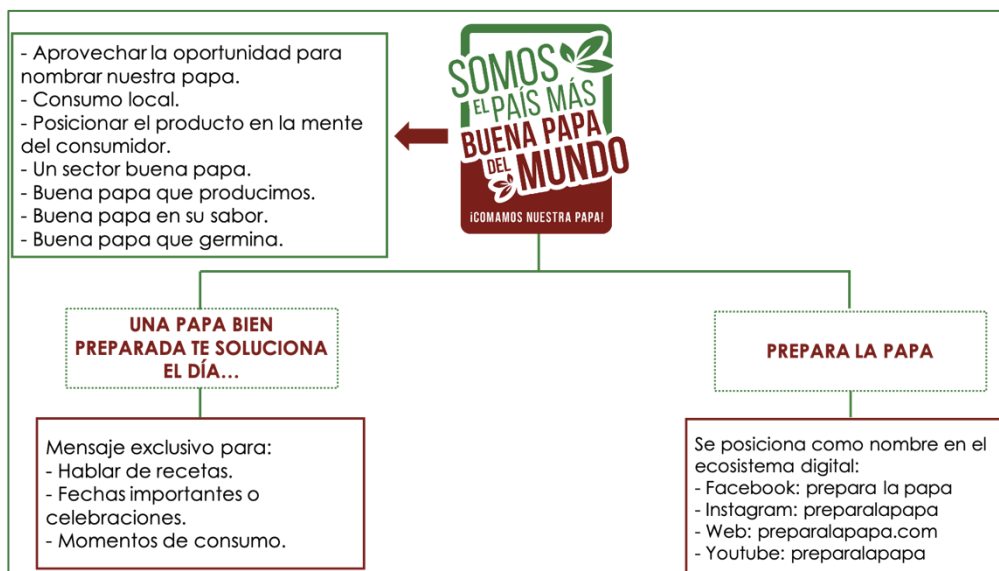 - Aprovechar la oportunidad para
nombrar nuestra papa.
- Consumo local.
- Posicionar el producto en la mente
del consumidor.
- Un sector buena papa.
- Buena papa que producimos.
- Buena papa en su sabor.
- Buena papa que germina.
SOMOS
EL PAÍS MÁS
BUENA PAPA
DEL MUNDO
¡COMAMOS NUESTRA PAPA!
UNA PAPA BIEN
PREPARADA TE SOLUCIONA
EL DÍA...
Mensaje exclusivo para:
- Hablar de recetas.
- Fechas importantes o
celebraciones.
- Momentos de consumo.
PREPARA LA PAPA
Se posiciona como nombre en el
ecosistema digital:
- Facebook: prepara la papa
- Instagram: preparalapapa
- Web: preparalapapa.com
- Youtube: preparalapapa